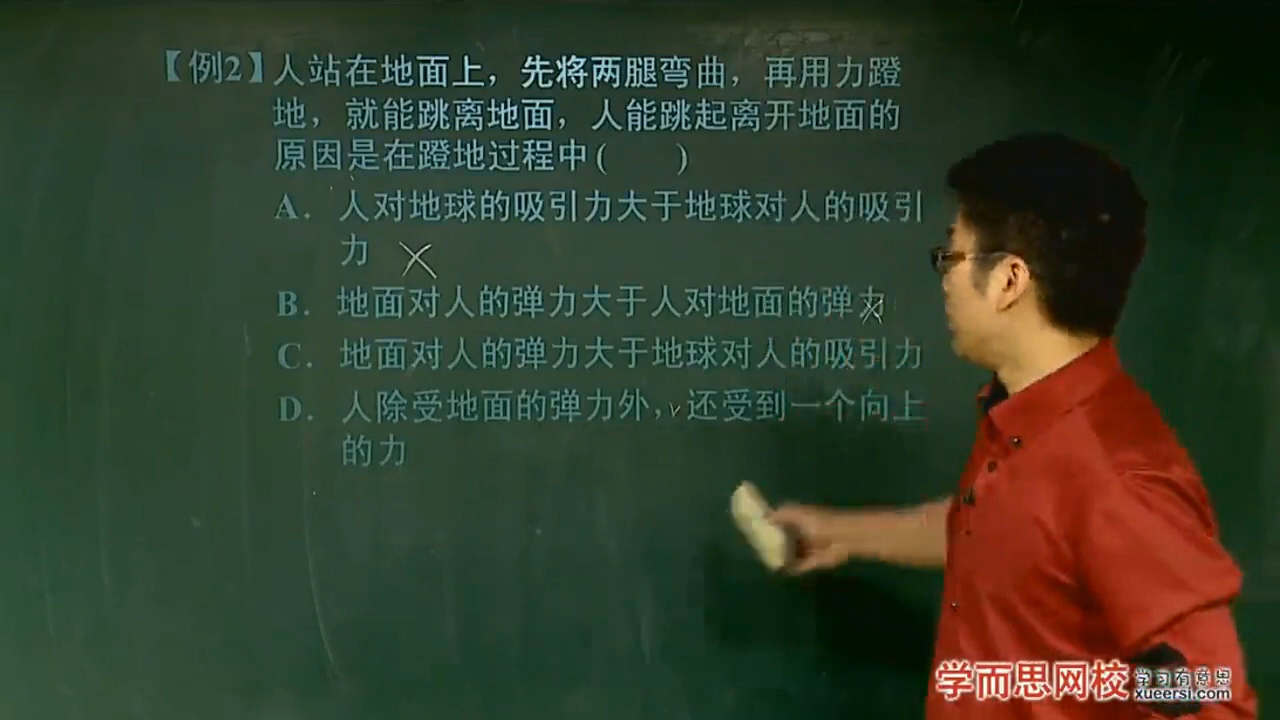 【例2】人站在地面上，先将两腿弯曲，再用力蹬
地，就能跳离地面，人能跳起离开地面的
原因是在蹬地过程中(　　)
A．人对地球的吸引力大于地球对人的吸引
力
B．地面对人的弹力大于人对地面的弹力
C．地面对人的弹力大于地球对人的吸引力
D．人除受地面的弹力外，还受到一个向上
的力
学而思网校 学习有意思
xueersi.com